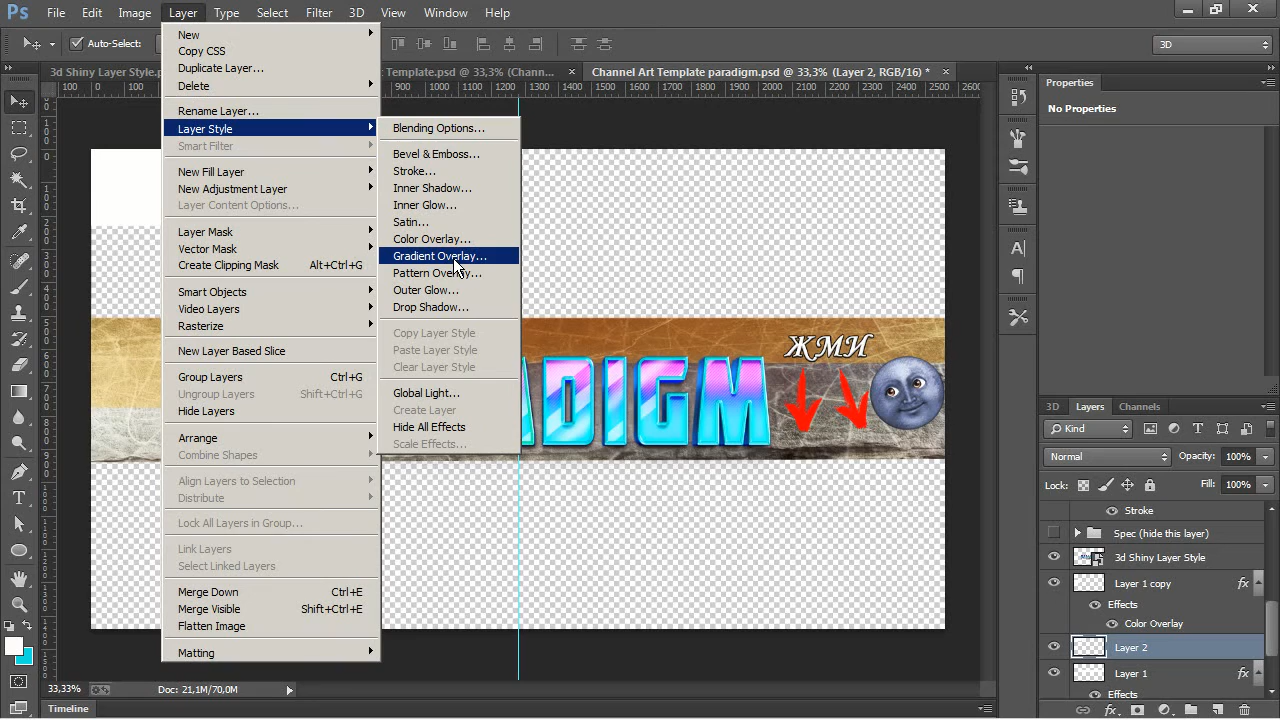 Ps File Edit Image Layer Type Select Filter 3D View Window Help
Auto-Select: 3D
3d Shiny Layer Style.p Template.psd @ 33,3% (Chann... × Channel Art Template paradigm.psd @ 33,3% (Layer 2, RGB/16) * ×
0 100 900 1000 1100 1200 1300 1400 1500 1600 1700 1800 1900 2000 2100 2200 2300 2400 2500 2600
New
Copy CSS
Duplicate Layer...
Delete
Rename Layer...
Layer Style
Smart Filter
New Fill Layer
New Adjustment Layer
Layer Content Options...
Layer Mask
Vector Mask
Create Clipping Mask Alt+Ctrl+G
Smart Objects
Video Layers
Rasterize
New Layer Based Slice
Group Layers Ctrl+G
Ungroup Layers Shift+Ctrl+G
Hide Layers
Arrange
Combine Shapes
Align Layers to Selection
Distribute
Lock All Layers in Group...
Link Layers
Select Linked Layers
Merge Down Ctrl+E
Merge Visible Shift+Ctrl+E
Flatten Image
Matting
Blending Options...
Bevel & Emboss...
Stroke...
Inner Shadow...
Inner Glow...
Satin...
Color Overlay...
Gradient Overlay...
Pattern Overlay...
Outer Glow...
Drop Shadow...
Copy Layer Style
Paste Layer Style
Clear Layer Style
Global Light...
Create Layer
Hide All Effects
Scale Effects...
ADIGM
ЖМИ
Properties
No Properties
3D Layers Channels
Kind
Normal Opacity: 100%
Lock: Fill: 100%
Stroke
Spec (hide this layer)
3d Shiny Layer Style
Layer 1 copy fx
Effects
Color Overlay
Layer 2
Layer 1 fx
Effects
33,33% Doc: 21,1M/70,0M
Timeline